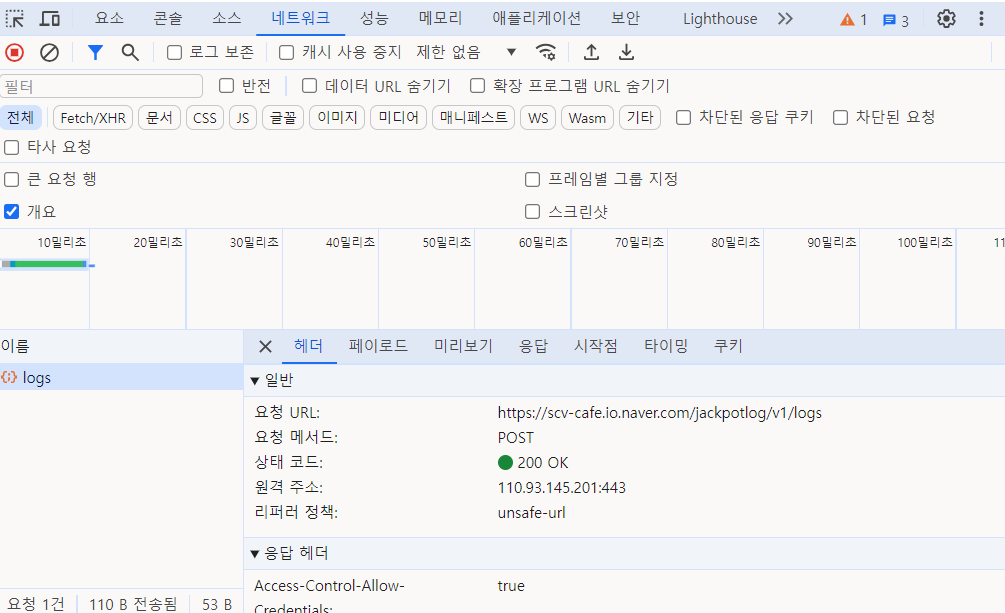 요소 콘솔 소스 네트워크 성능 메모리 애플리케이션 보안 Lighthouse 1 3
로그 보존 캐시 사용 중지 제한 없음
필터 반전 데이터 URL 숨기기 확장 프로그램 URL 숨기기
전체 Fetch/XHR 문서 CSS JS 글꼴 이미지 미디어 매니페스트 WS Wasm 기타 차단된 응답 쿠키 차단된 요청
타사 요청
큰 요청 행 프레임별 그룹 지정
개요 스크린샷
10밀리초 20밀리초 30밀리초 40밀리초 50밀리초 60밀리초 70밀리초 80밀리초 90밀리초 100밀리초
이름 헤더 페이로드 미리보기 응답 시작점 타이밍 쿠키
logs 일반
요청 URL: https://scv-cafe.io.naver.com/jackpotlog/v1/logs
요청 메서드: POST
상태 코드: 200 OK
원격 주소: 110.93.145.201:443
리퍼러 정책: unsafe-url
응답 헤더
Access-Control-Allow- true
Credentials:
요청 1건 110 B 전송됨 53 B